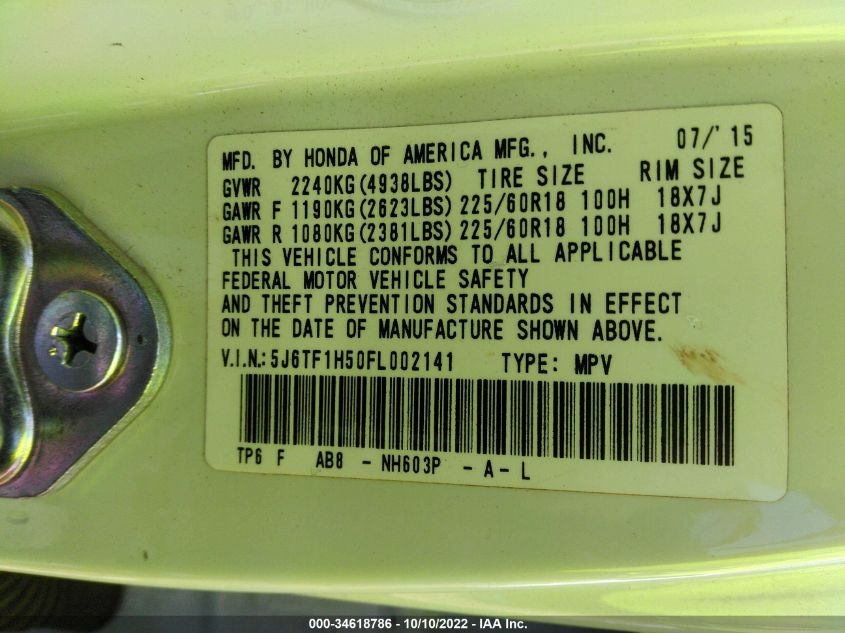 MFD. BY HONDA OF AMERICA MFG., INC. 07/'15
GVWR 2240KG(4938LBS) TIRE SIZE RIM SIZE
GAWR F 1190KG(2623LBS) 225/60R18 100H 18X7J
GAWR R 1080KG(2381LBS) 225/60R18 100H 18X7J
THIS VEHICLE CONFORMS TO ALL APPLICABLE
FEDERAL MOTOR VEHICLE SAFETY
AND THEFT PREVENTION STANDARDS IN EFFECT
ON THE DATE OF MANUFACTURE SHOWN ABOVE.
V.I.N.: 5J6TF1H50FL002141 TYPE: MPV
TP6 F AB8 - NH603P - A - L
000-34618786 - 10/10/2022 - IAA Inc.